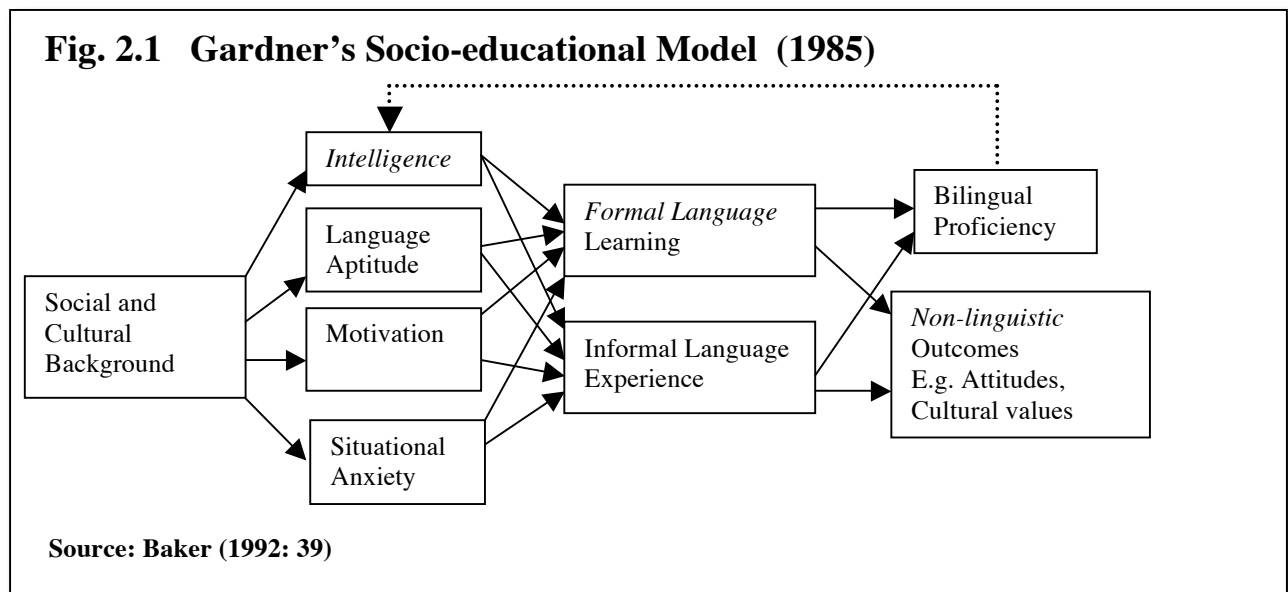 Fig. 2.1 Gardner's Socio-educational Model (1985)
Intelligence
Language
Aptitude
Motivation
Situational
Anxiety
Social and
Cultural
Background
Formal Language
Learning
Informal Language
Experience
Bilingual
Proficiency
Non-linguistic
Outcomes
E.g. Attitudes,
Cultural values
Source: Baker (1992: 39)